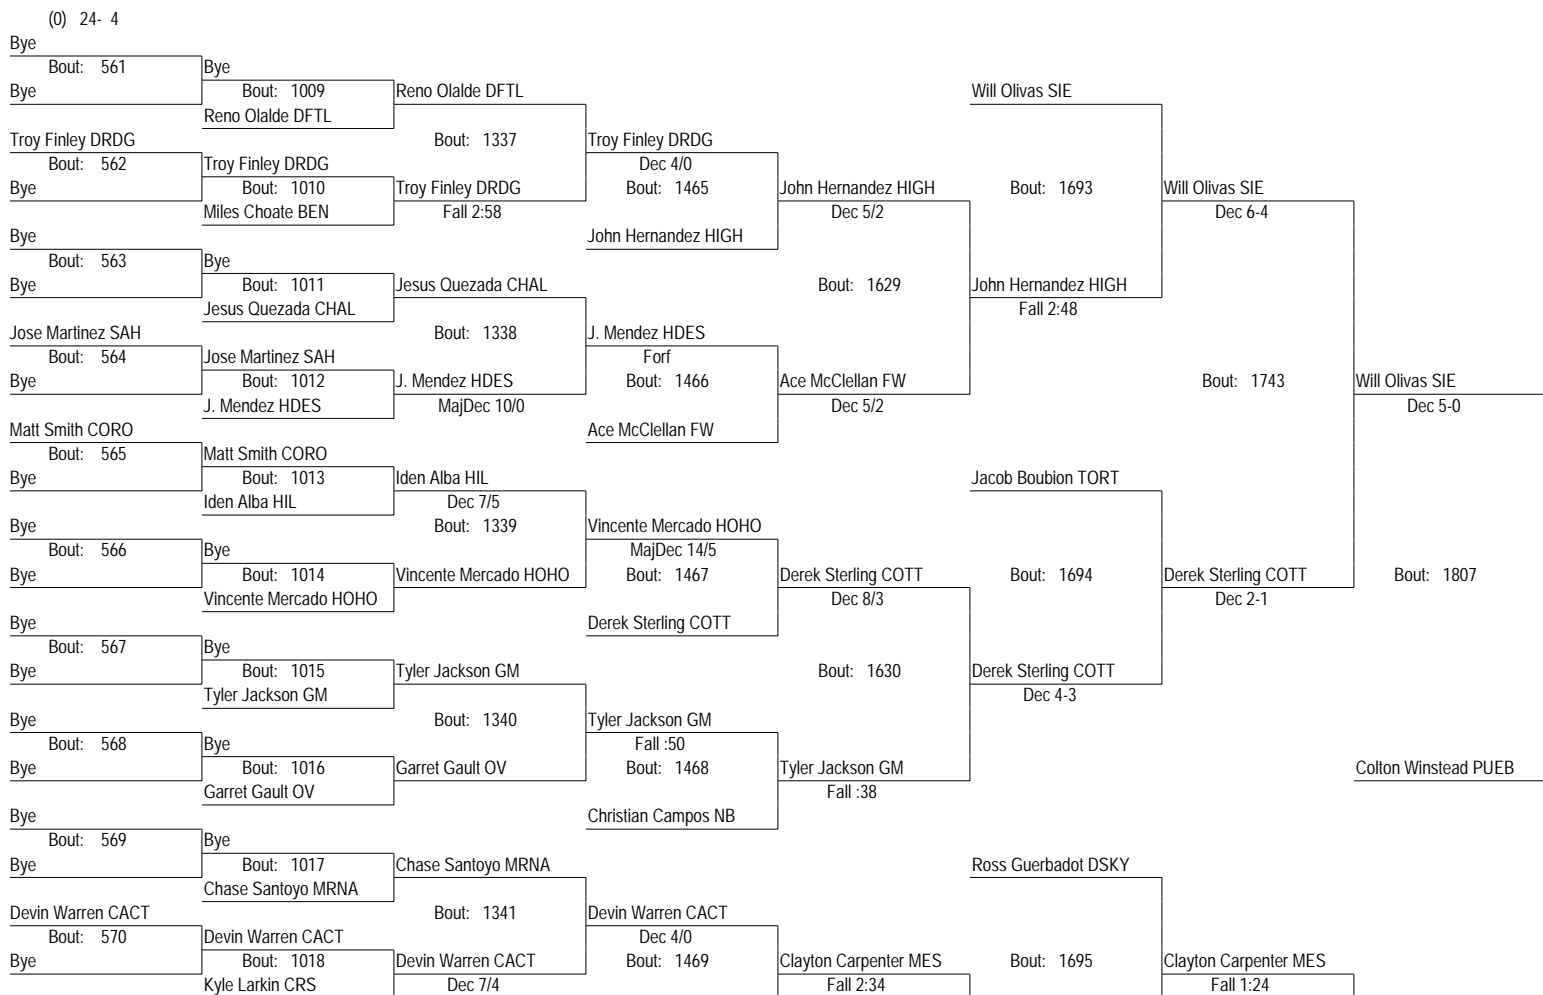 (0) 24- 4
Bye
Bout: 561 Bye
Bye Bout: 1009 Reno Olalde DFTL Will Olivas SIE
Reno Olalde DFTL
Troy Finley DRDG Bout: 1337 Troy Finley DRDG
Bout: 562 Troy Finley DRDG Dec 4/0
Bye Bout: 1010 Troy Finley DRDG Bout: 1465 John Hernandez HIGH Bout: 1693 Will Olivas SIE
Miles Choate BEN Fall 2:58 Dec 5/2 Dec 6-4
Bye John Hernandez HIGH
Bout: 563 Bye
Bye Bout: 1011 Jesus Quezada CHAL Bout: 1629 John Hernandez HIGH
Jesus Quezada CHAL Fall 2:48
Jose Martinez SAH Bout: 1338 J. Mendez HDES
Bout: 564 Jose Martinez SAH Forf
Bye Bout: 1012 J. Mendez HDES Bout: 1466 Ace McClellan FW Bout: 1743 Will Olivas SIE
J. Mendez HDES MajDec 10/0 Dec 5/2 Dec 5-0
Matt Smith CORO Ace McClellan FW
Bout: 565 Matt Smith CORO
Bye Bout: 1013 Iden Alba HIL Jacob Boubion TORT
Iden Alba HIL Dec 7/5
Bye Bout: 1339 Vincente Mercado HOHO
Bout: 566 Bye MajDec 14/5
Bye Bout: 1014 Vincente Mercado HOHO Bout: 1467 Derek Sterling COTT Bout: 1694 Derek Sterling COTT Bout: 1807
Vincente Mercado HOHO Dec 8/3 Dec 2-1
Bye Derek Sterling COTT
Bout: 567 Bye
Bye Bout: 1015 Tyler Jackson GM Bout: 1630 Derek Sterling COTT
Tyler Jackson GM Dec 4-3
Bye Bout: 1340 Tyler Jackson GM
Bout: 568 Bye Fall :50
Bye Bout: 1016 Garret Gault OV Bout: 1468 Tyler Jackson GM Colton Winstead PUEB
Garret Gault OV Fall :38
Bye Christian Campos NB
Bout: 569 Bye
Bye Bout: 1017 Chase Santoyo MRNA Ross Guerbadot DSKY
Chase Santoyo MRNA
Devin Warren CACT Bout: 1341 Devin Warren CACT
Bout: 570 Devin Warren CACT Dec 4/0
Bye Bout: 1018 Devin Warren CACT Bout: 1469 Clayton Carpenter MES Bout: 1695 Clayton Carpenter MES
Kyle Larkin CRS Dec 7/4 Fall 2:34 Fall 1:24